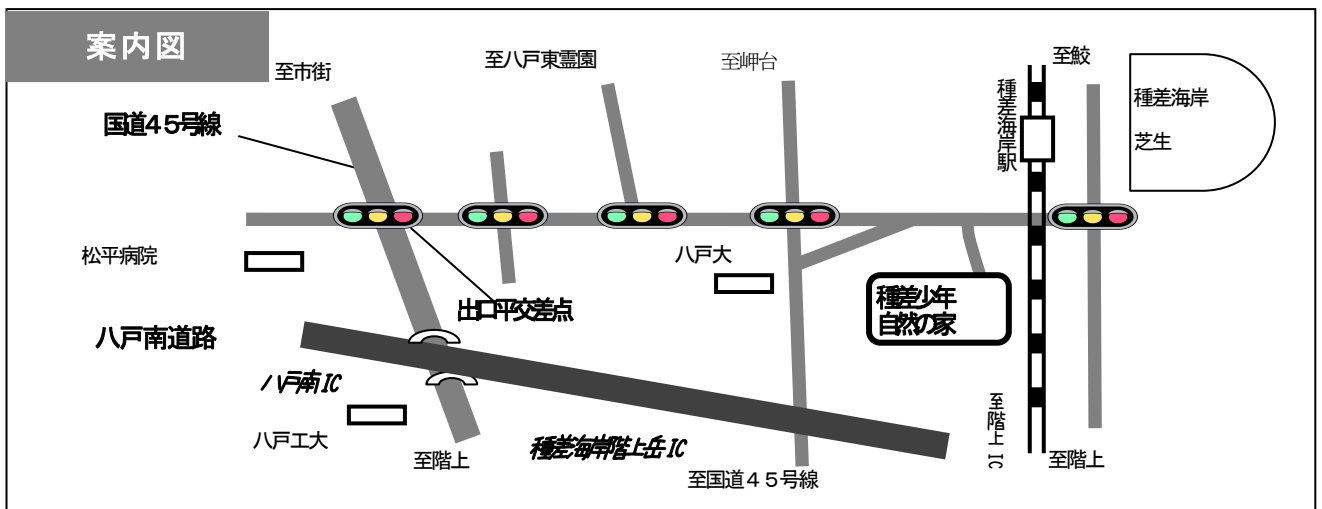 案内図
至市街
至八戸東霊園
至岬台
至鮫
国道45号線
種差海岸駅
種差海岸
芝生
松平病院
八戸大
出口平交差点
種差少年
自然の家
八戸南道路
八戸南IC
八戸工大
至階上
種差海岸階上岳IC
至国道45号線
至階上IC
至階上